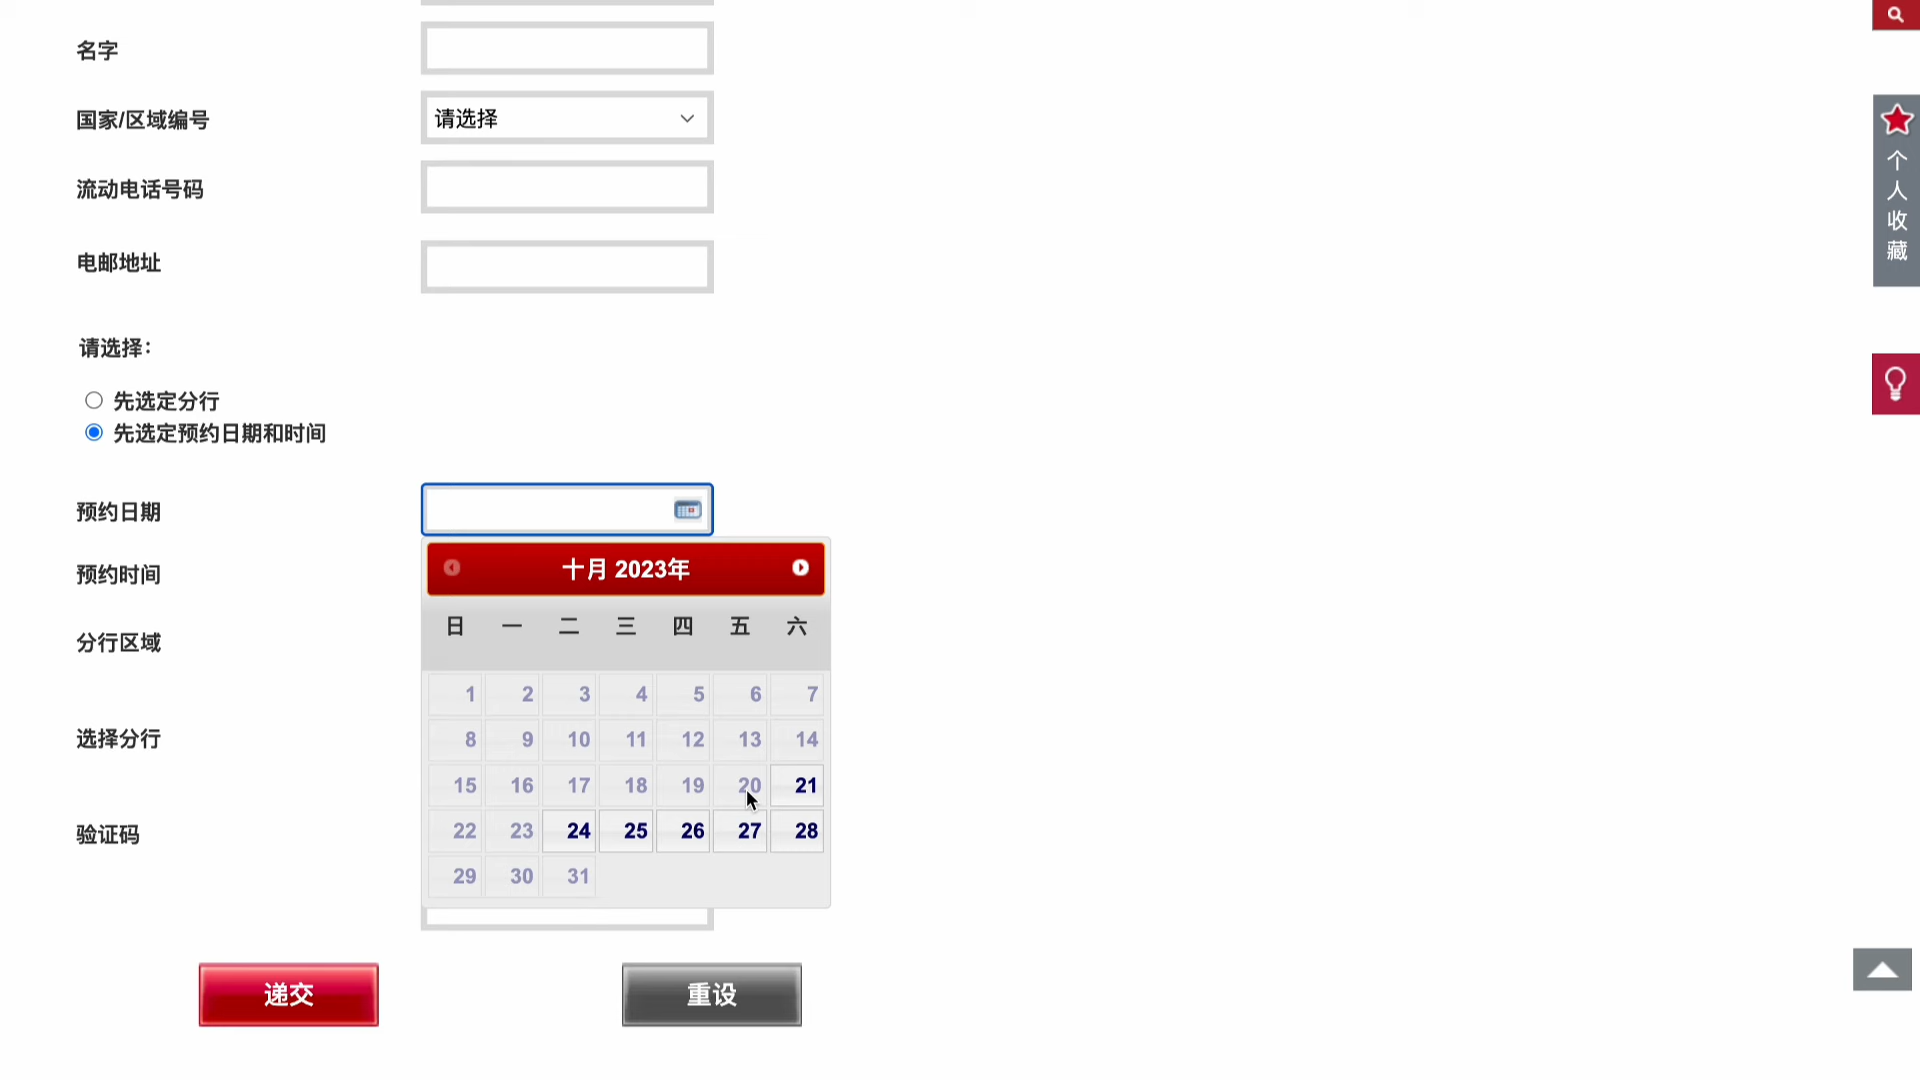 名字
国家/区域编号
请选择
流动电话号码
电邮地址
请选择：
先选定分行
先选定预约日期和时间
预约日期
预约时间
分行区域
选择分行
验证码
十月 2023年
日 一 二 三 四 五 六
1 2 3 4 5 6 7
8 9 10 11 12 13 14
15 16 17 18 19 20 21
22 23 24 25 26 27 28
29 30 31
递交
重设
个人收藏